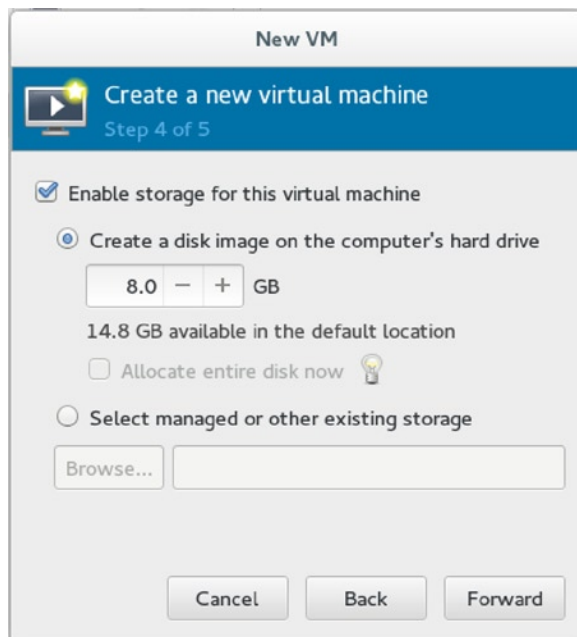 New VM
Create a new virtual machine
Step 4 of 5
Enable storage for this virtual machine
Create a disk image on the computer's hard drive
8.0 − + GB
14.8 GB available in the default location
Allocate entire disk now
Select managed or other existing storage
Browse...
Cancel Back Forward